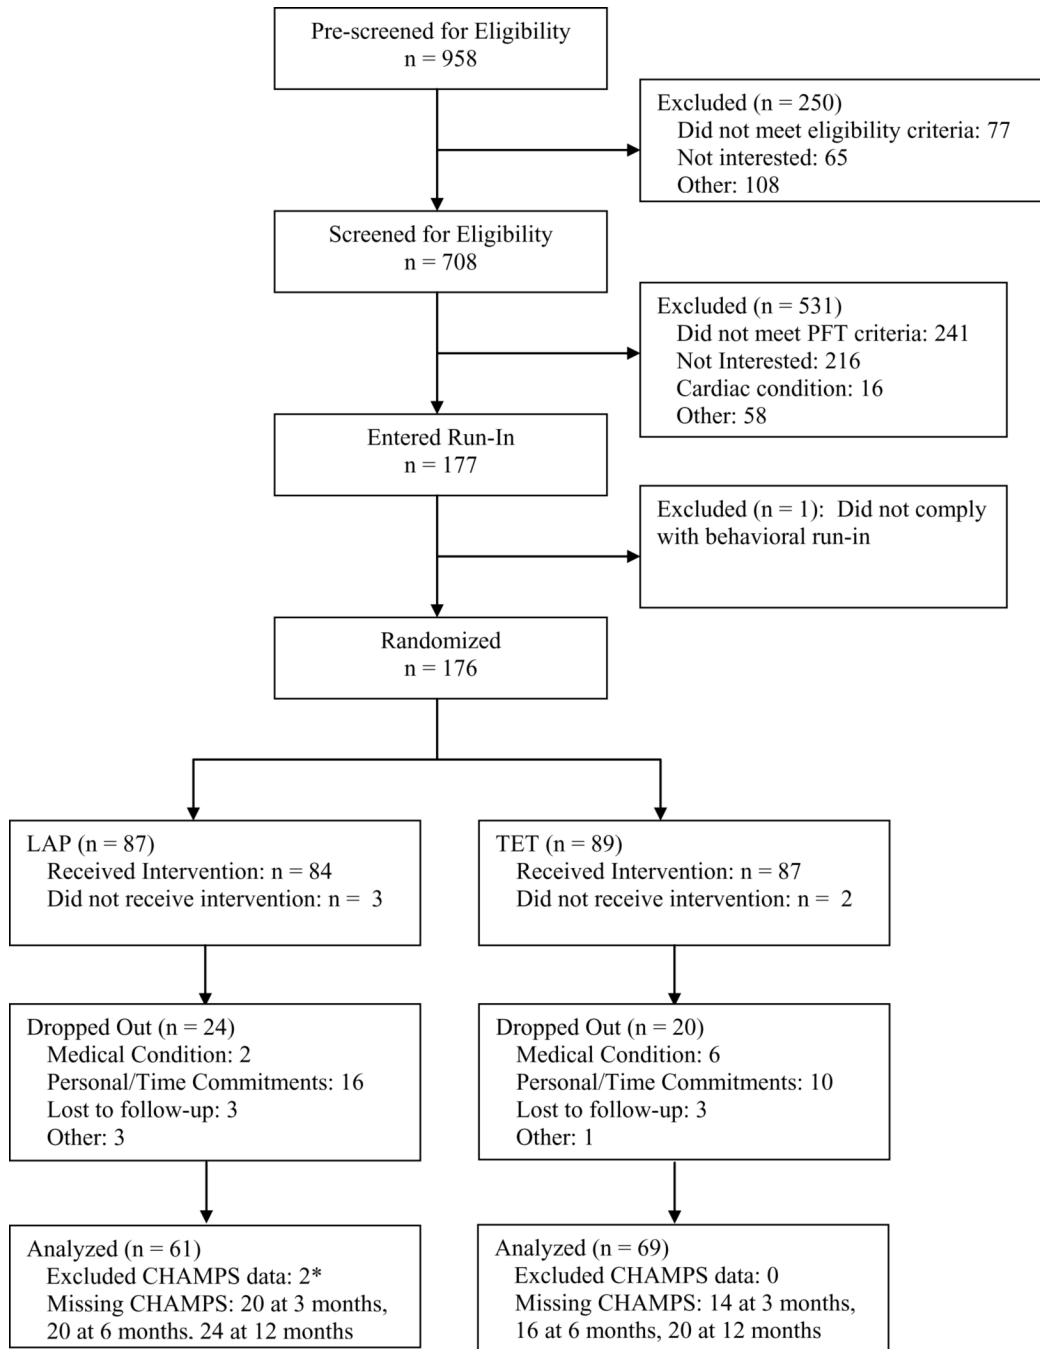 Pre-screened for Eligibility
n = 958
Excluded (n = 250)
Did not meet eligibility criteria: 77
Not interested: 65
Other: 108
Screened for Eligibility
n = 708
Excluded (n = 531)
Did not meet PFT criteria: 241
Not Interested: 216
Cardiac condition: 16
Other: 58
Entered Run-In
n = 177
Excluded (n = 1):  Did not comply
with behavioral run-in
Randomized
n = 176
LAP (n = 87)
Received Intervention: n = 84
Did not receive intervention: n =  3
TET (n = 89)
Received Intervention: n = 87
Did not receive intervention: n =  2
Dropped Out (n = 24)
Medical Condition: 2
Personal/Time Commitments: 16
Lost to follow-up: 3
Other: 3
Dropped Out (n = 20)
Medical Condition: 6
Personal/Time Commitments: 10
Lost to follow-up: 3
Other: 1
Analyzed (n = 61)
Excluded CHAMPS data: 2*
Missing CHAMPS: 20 at 3 months,
20 at 6 months, 24 at 12 months
Analyzed (n = 69)
Excluded CHAMPS data: 0
Missing CHAMPS: 14 at 3 months,
16 at 6 months, 20 at 12 months